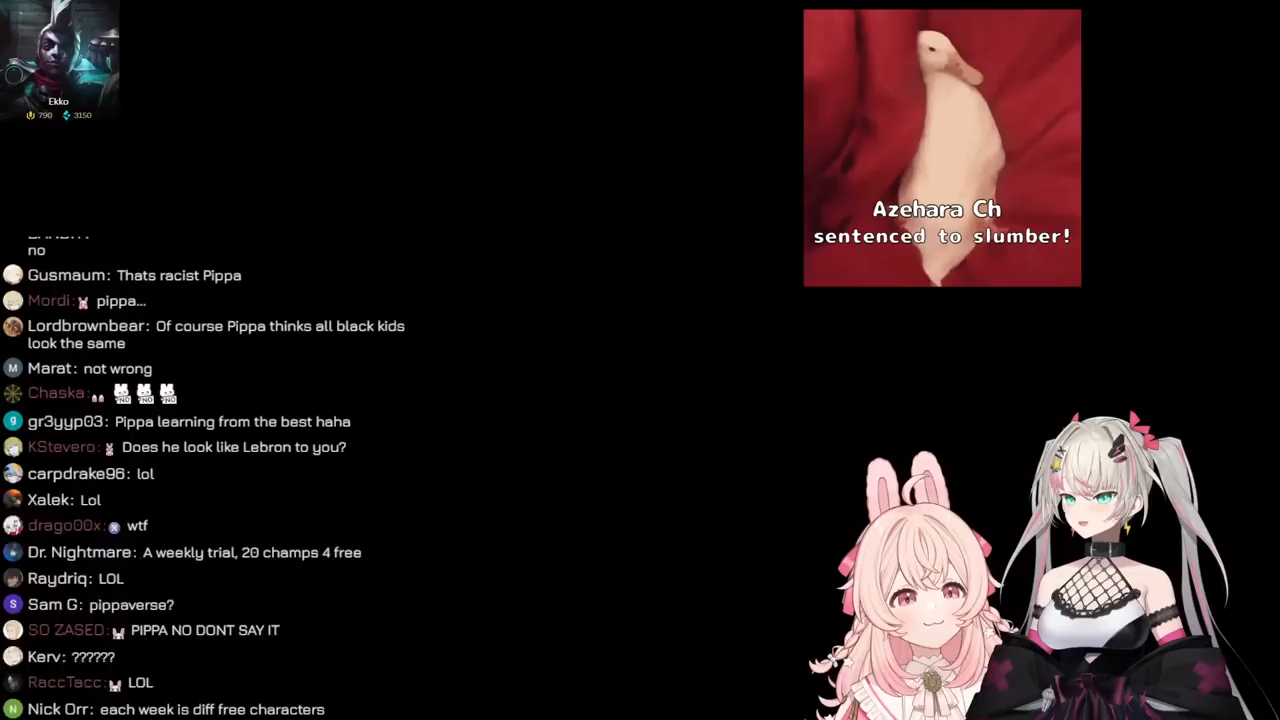 Ekko
790 3150
no
Gusmaum: Thats racist Pippa
Mordi: pippa...
Lordbrownbear: Of course Pippa thinks all black kids
look the same
M Marat: not wrong
Chaska: NO NO NO
g gr3yyp03: Pippa learning from the best haha
KStevero: Does he look like Lebron to you?
carpdrake96: lol
Xalek: Lol
drago00x: wtf
Dr. Nightmare: A weekly trial, 20 champs 4 free
Raydriq: LOL
S Sam G: pippaverse?
SO ZASED: PIPPA NO DONT SAY IT
Kerv: ??????
RaccTacc: LOL
N Nick Orr: each week is diff free characters
Azehara Ch
sentenced to slumber!